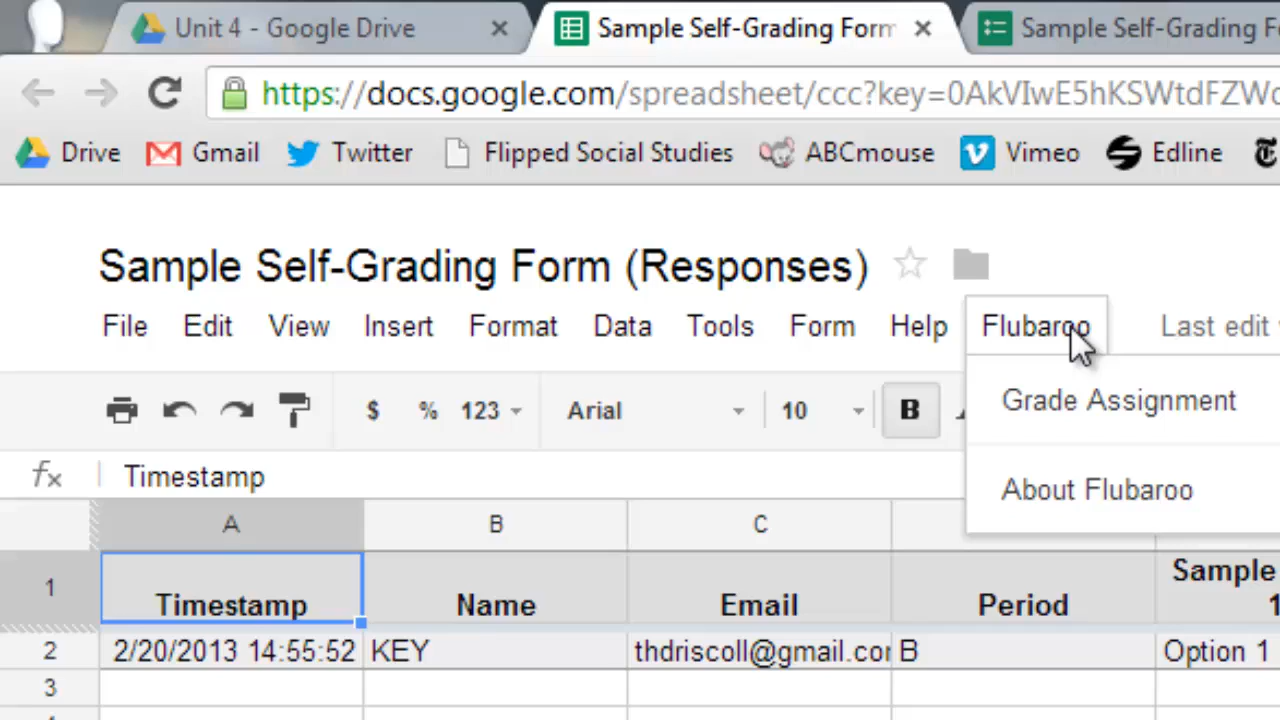 Unit 4 - Google Drive
Sample Self-Grading Form
Sample Self-Grading
https://docs.google.com/spreadsheet/ccc?key=0AkVIwE5hKSWtdFZW
Drive Gmail Twitter Flipped Social Studies ABCmouse Vimeo Edline
Sample Self-Grading Form (Responses)
File Edit View Insert Format Data Tools Form Help Flubaroo Last edit
$ % 123 Arial 10 B
Grade Assignment
fx Timestamp
About Flubaroo
A B C
1 Timestamp Name Email Period Sample 1
2 2/20/2013 14:55:52 KEY thdriscoll@gmail.co B Option 1
3